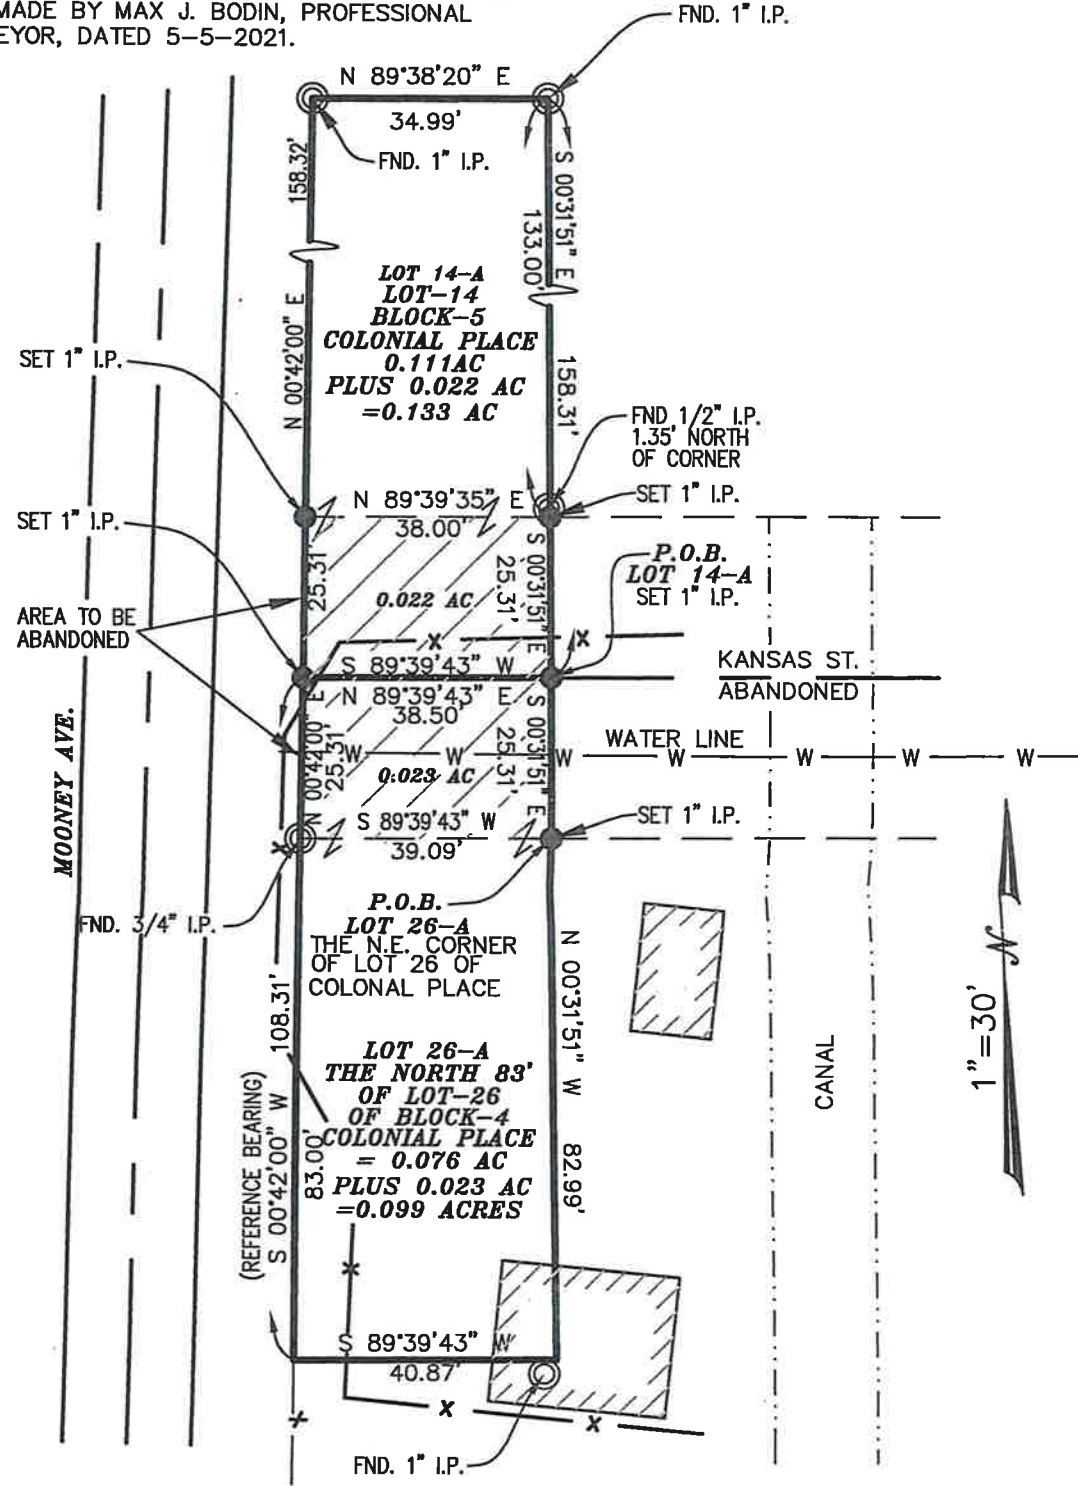 MADE BY MAX J. BODIN, PROFESSIONAL
EYOR, DATED 5-5-2021.
FND. 1" I.P.
N 89°38'20" E
34.99'
FND. 1" I.P.
158.32'
S 00°31'51" E
133.00'
N 00°42'00" E
LOT 14-A
LOT-14
BLOCK-5
COLONIAL PLACE
0.111AC
PLUS 0.022 AC
=0.133 AC
158.31'
SET 1" I.P.
FND 1/2" I.P.
1.35' NORTH
OF CORNER
SET 1" I.P.
N 89°39'35" E
38.00'
SET 1" I.P.
25.31'
S 00°31'51" E
25.31'
0.022 AC
P.O.B.
LOT 14-A
SET 1" I.P.
AREA TO BE
ABANDONED
X
X
S 89°39'43" W
KANSAS ST.
ABANDONED
N 89°39'43" E
38.50'
N 00°42'00" E
25.31'
S 00°31'51" E
25.31'
WATER LINE
W W W W W W W
0.023 AC
S 89°39'43" W
39.09'
SET 1" I.P.
MOONEY AVE.
X
FND. 3/4" I.P.
P.O.B.
LOT 26-A
THE N.E. CORNER
OF LOT 26 OF
COLONAL PLACE
108.31'
N 00°31'51" W 82.99'
LOT 26-A
THE NORTH 83'
OF LOT-26
OF BLOCK-4
COLONIAL PLACE
= 0.076 AC
PLUS 0.023 AC
=0.099 ACRES
83.00'
(REFERENCE BEARING)
S 00°42'00" W
CANAL
N
1"=30'
X
S 89°39'43" W
40.87'
X
X
X
FND. 1" I.P.